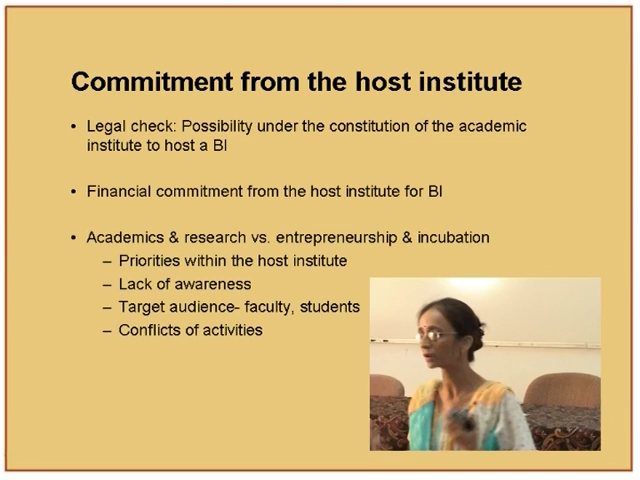 Commitment from the host institute
• Legal check: Possibility under the constitution of the academic
institute to host a BI
• Financial commitment from the host institute for BI
• Academics & research vs. entrepreneurship & incubation
– Priorities within the host institute
– Lack of awareness
– Target audience- faculty, students
– Conflicts of activities